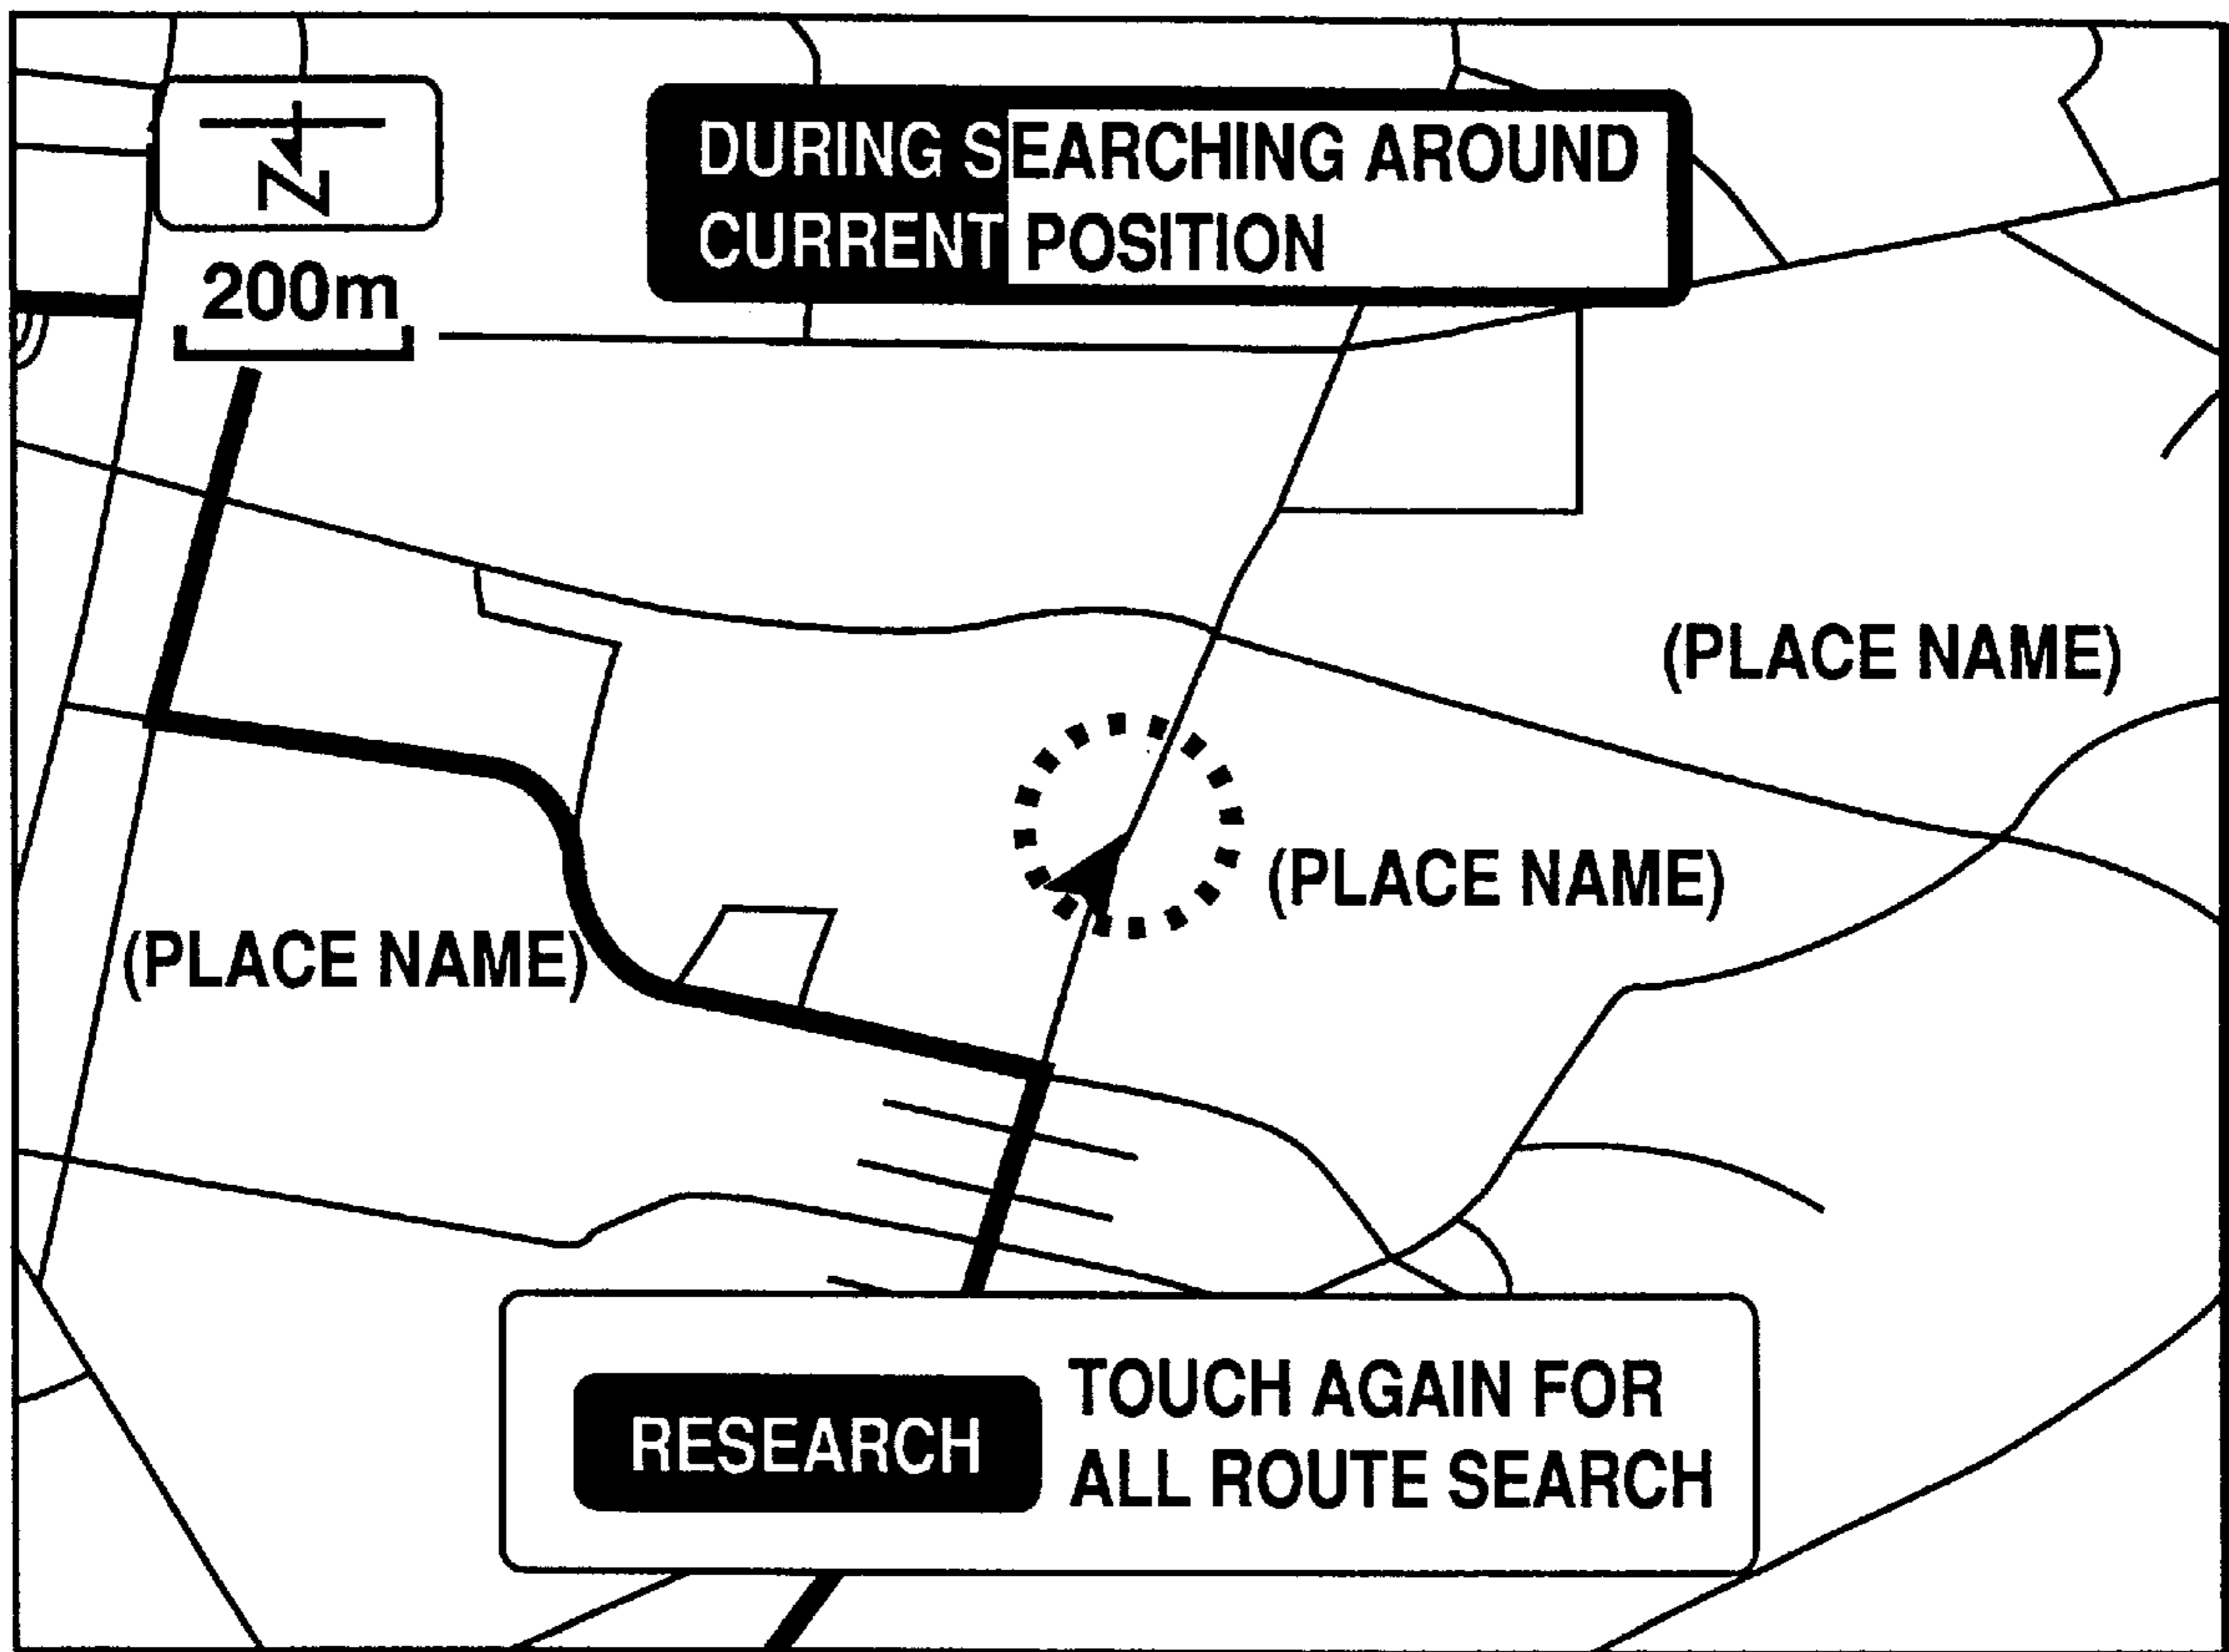 N
DURING SEARCHING AROUND
CURRENT POSITION
200m
(PLACE NAME)
(PLACE NAME)
(PLACE NAME)
RESEARCH
TOUCH AGAIN FOR
ALL ROUTE SEARCH